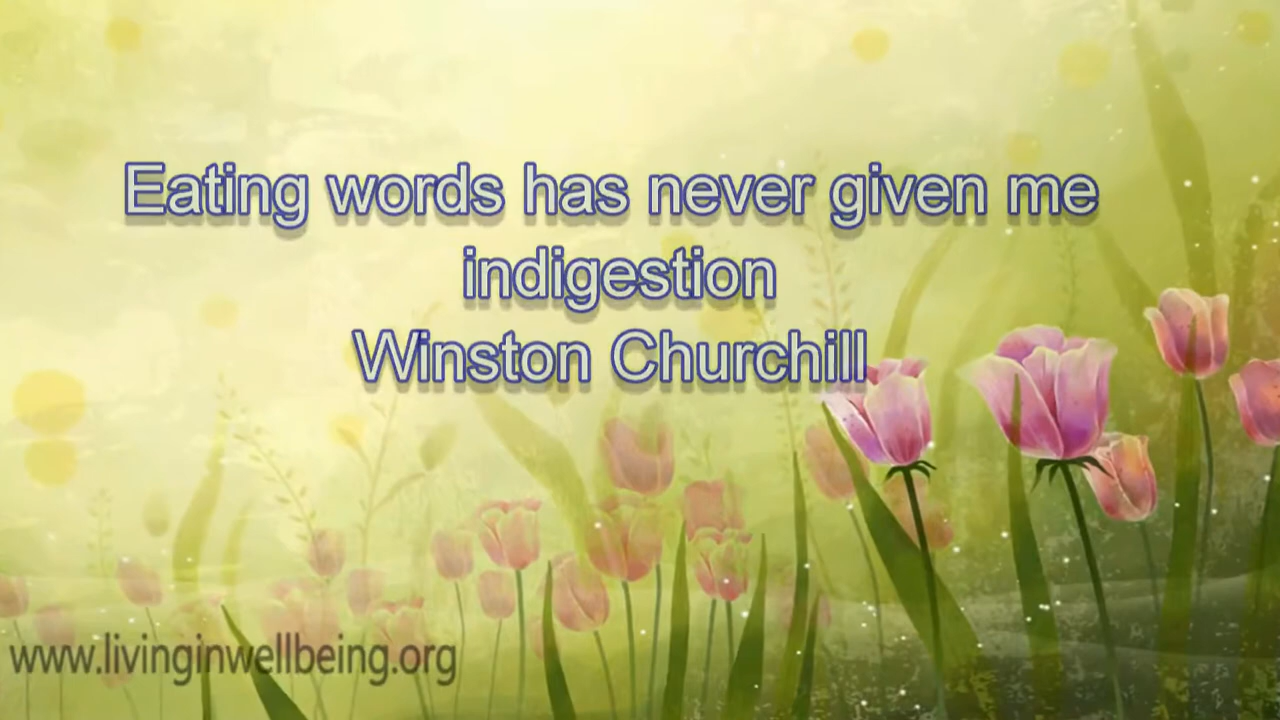 Eating words has never given me
indigestion
Winston Churchill
www.livinginwellbeing.org